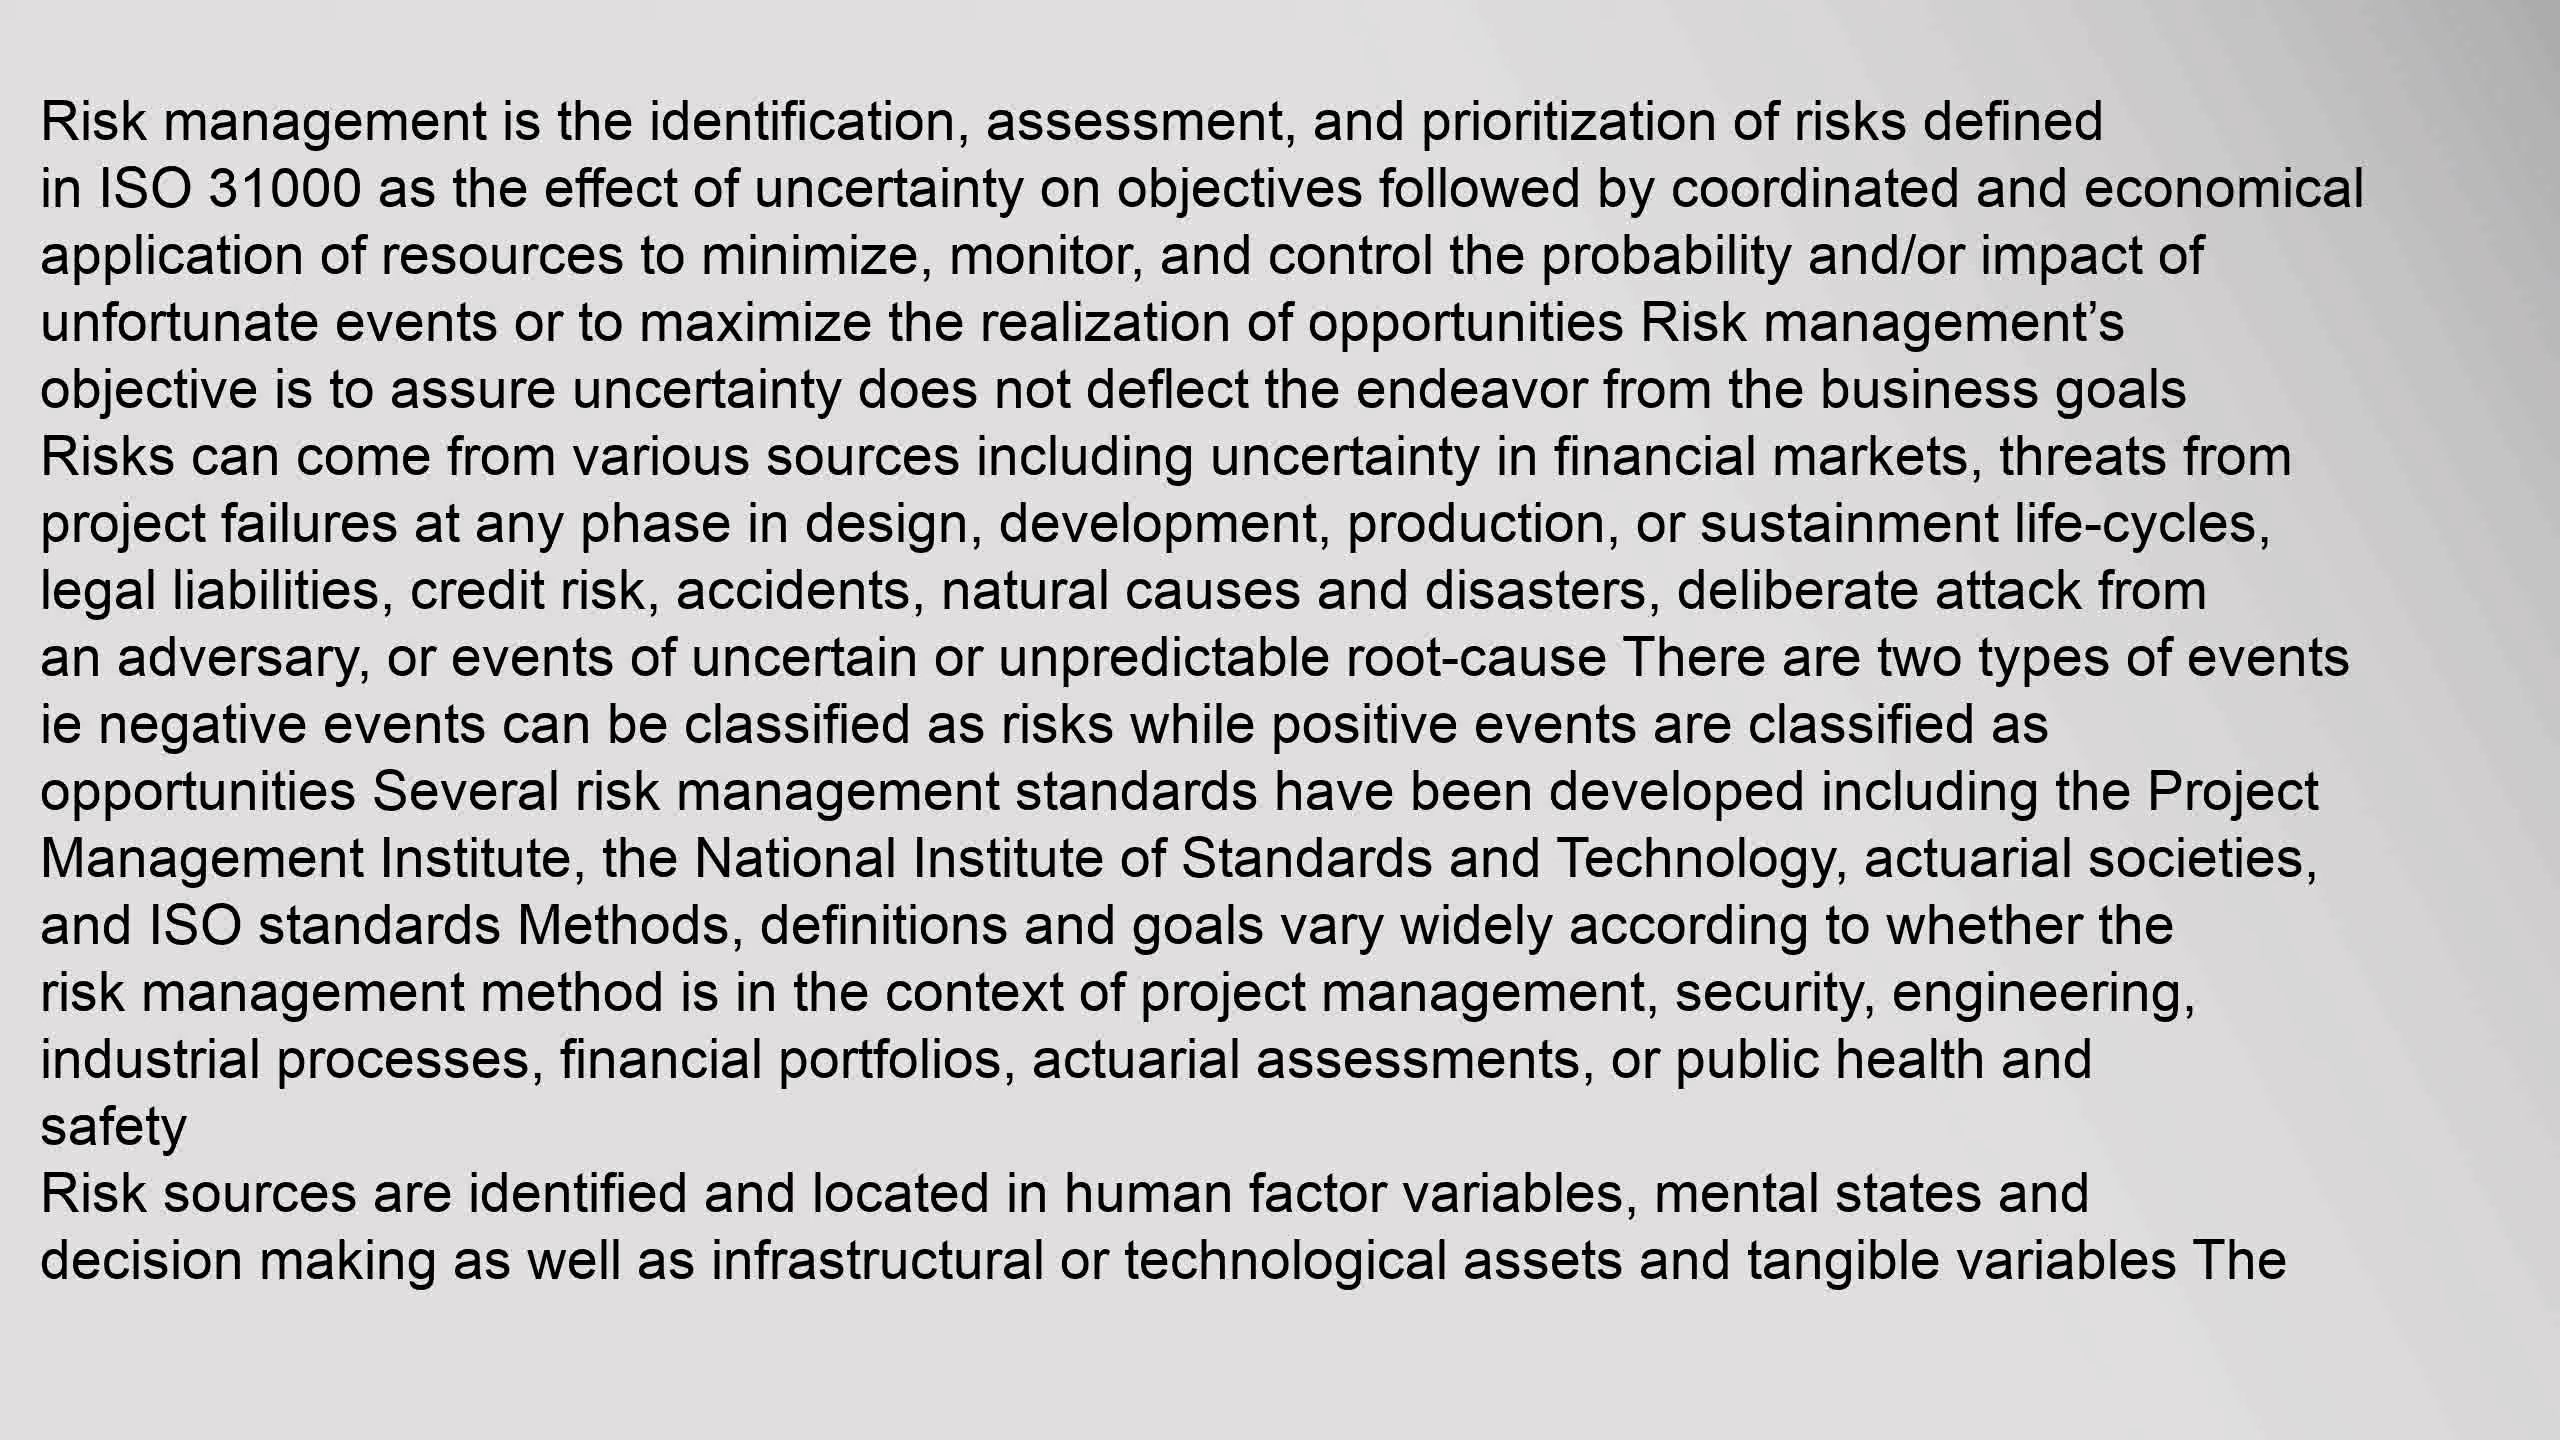 Risk management is the identification, assessment, and prioritization of risks defined
in ISO 31000 as the effect of uncertainty on objectives followed by coordinated and economical
application of resources to minimize, monitor, and control the probability and/or impact of
unfortunate events or to maximize the realization of opportunities Risk management’s
objective is to assure uncertainty does not deflect the endeavor from the business goals
Risks can come from various sources including uncertainty in financial markets, threats from
project failures at any phase in design, development, production, or sustainment life-cycles,
legal liabilities, credit risk, accidents, natural causes and disasters, deliberate attack from
an adversary, or events of uncertain or unpredictable root-cause There are two types of events
ie negative events can be classified as risks while positive events are classified as
opportunities Several risk management standards have been developed including the Project
Management Institute, the National Institute of Standards and Technology, actuarial societies,
and ISO standards Methods, definitions and goals vary widely according to whether the
risk management method is in the context of project management, security, engineering,
industrial processes, financial portfolios, actuarial assessments, or public health and
safety
Risk sources are identified and located in human factor variables, mental states and
decision making as well as infrastructural or technological assets and tangible variables The